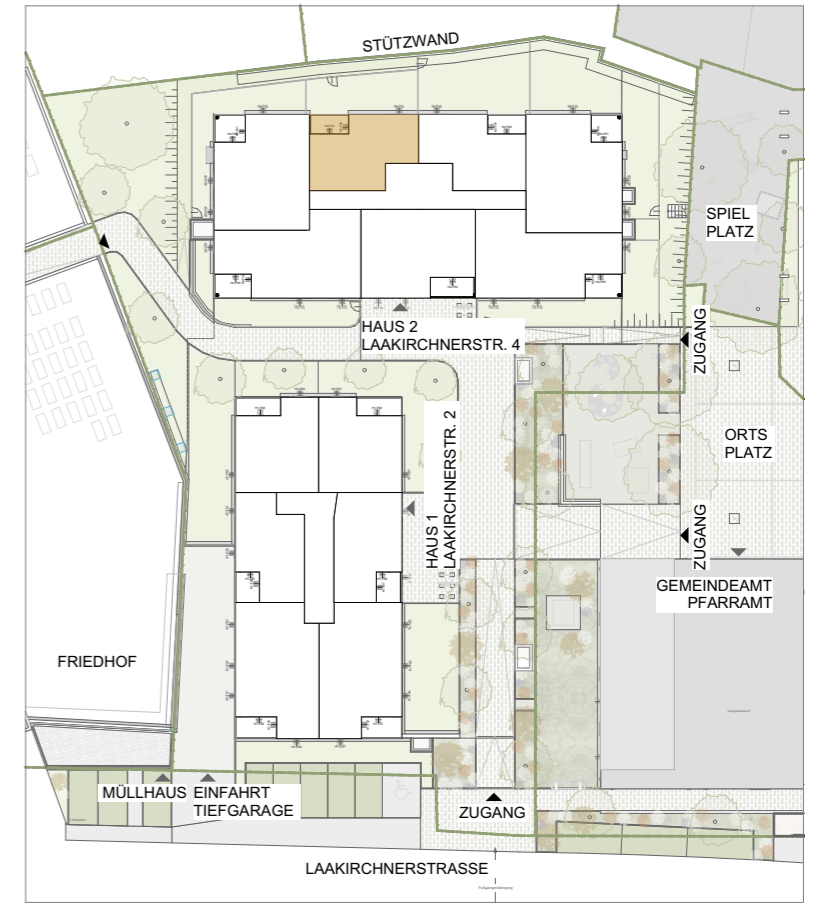 STÜTZWAND
SPIEL
PLATZ
HAUS 2
LAAKIRCHNERSTR. 4
ZUGANG
HAUS 1
LAAKIRCHNERSTR. 2
ORTS
PLATZ
ZUGANG
GEMEINDEAMT
PFARRAMT
FRIEDHOF
MÜLLHAUS
EINFAHRT
TIEFGARAGE
ZUGANG
LAAKIRCHNERSTRASSE
Fußgängerübergang